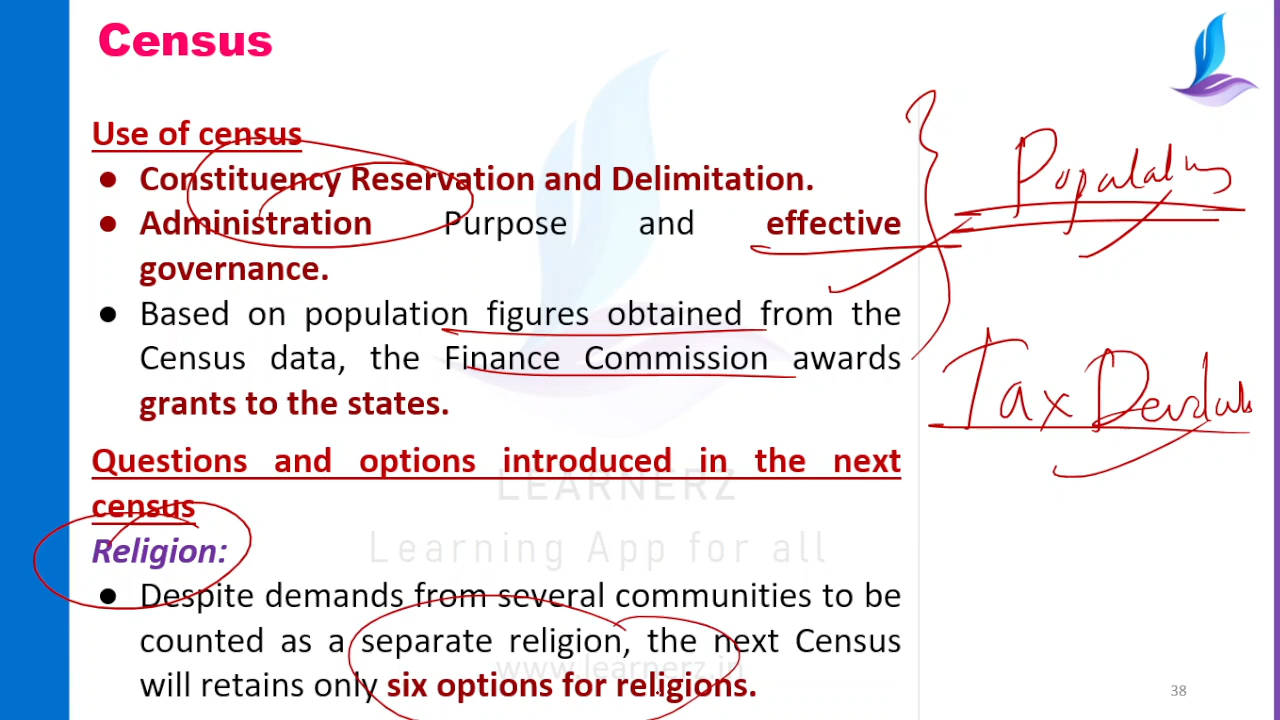 Census
Use of census
● Constituency Reservation and Delimitation.
● Administration Purpose and effective
governance.
● Based on population figures obtained from the
Census data, the Finance Commission awards
grants to the states.
Questions and options introduced in the next
census
Religion:
● Despite demands from several communities to be
counted as a separate religion, the next Census
will retains only six options for religions.
Tax
LEARNERZ
Learning App for all
www.learnerz.in
38